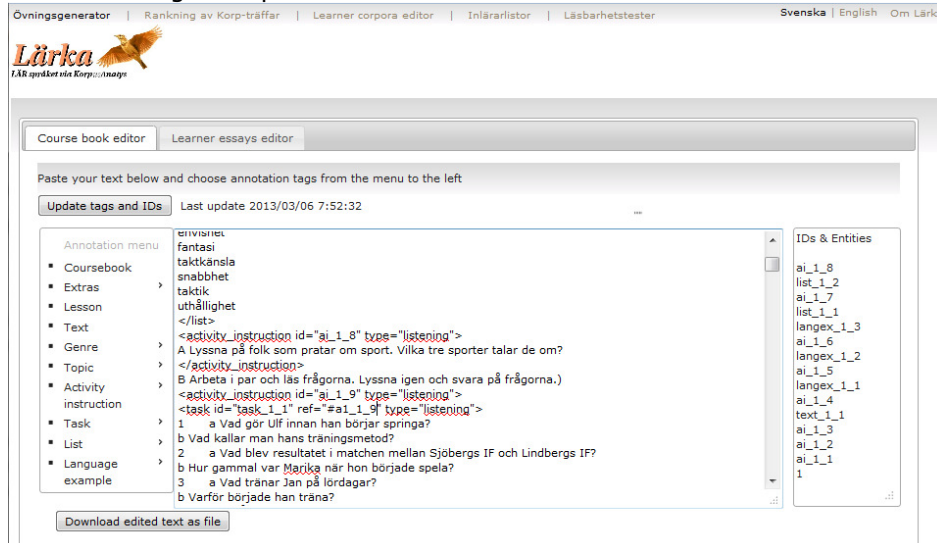 Övningsgenerator | Rankning av Korp-träffar | Learner corpora editor | Inlärarlistor | Läsbarhetstester
Svenska | English Om Lärk
Lärka
LÄR språket via
Course book editor
Learner essays editor
Paste your text below and choose annotation tags from the menu to the left
Update tags and IDs
Last update 2013/03/06 7:52:32
Annotation menu
Coursebook
Extras
Lesson
Text
Genre
Topic
Activity
instruction
Task
List
Language
example
envishet
fantasi
taktkänsla
snabbhet
taktik
uthållighet
</list>
<activity_instruction id="ai_1_8" type="listening">
A Lyssna på folk som pratar om sport. Vilka tre sporter talar de om?
</activity_instruction>
B Arbeta i par och läs frågorna. Lyssna igen och svara på frågorna.)
<activity_instruction id="ai_1_9" type="listening">
<task id="task_1_1" ref="#a1_1_9" type="listening">
1 a Vad gör Ulf innan han börjar springa?
b Vad kallar man hans träningsmetod?
2 a Vad blev resultatet i matchen mellan Sjöbergs IF och Lindbergs IF?
b Hur gammal var Marika när hon började spela?
3 a Vad tränar Jan på lördagar?
b Varför började han träna?
IDs & Entities
ai_1_8
list_1_2
ai_1_7
list_1_1
langex_1_3
ai_1_6
langex_1_2
ai_1_5
langex_1_1
ai_1_4
text_1_1
ai_1_3
ai_1_2
ai_1_1
1
Download edited text as file